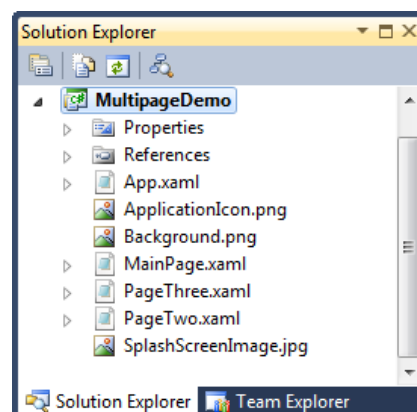 Solution Explorer
MultipageDemo
Properties
References
App.xaml
ApplicationIcon.png
Background.png
MainPage.xaml
PageThree.xaml
PageTwo.xaml
SplashScreenImage.jpg
Solution Explorer Team Explorer